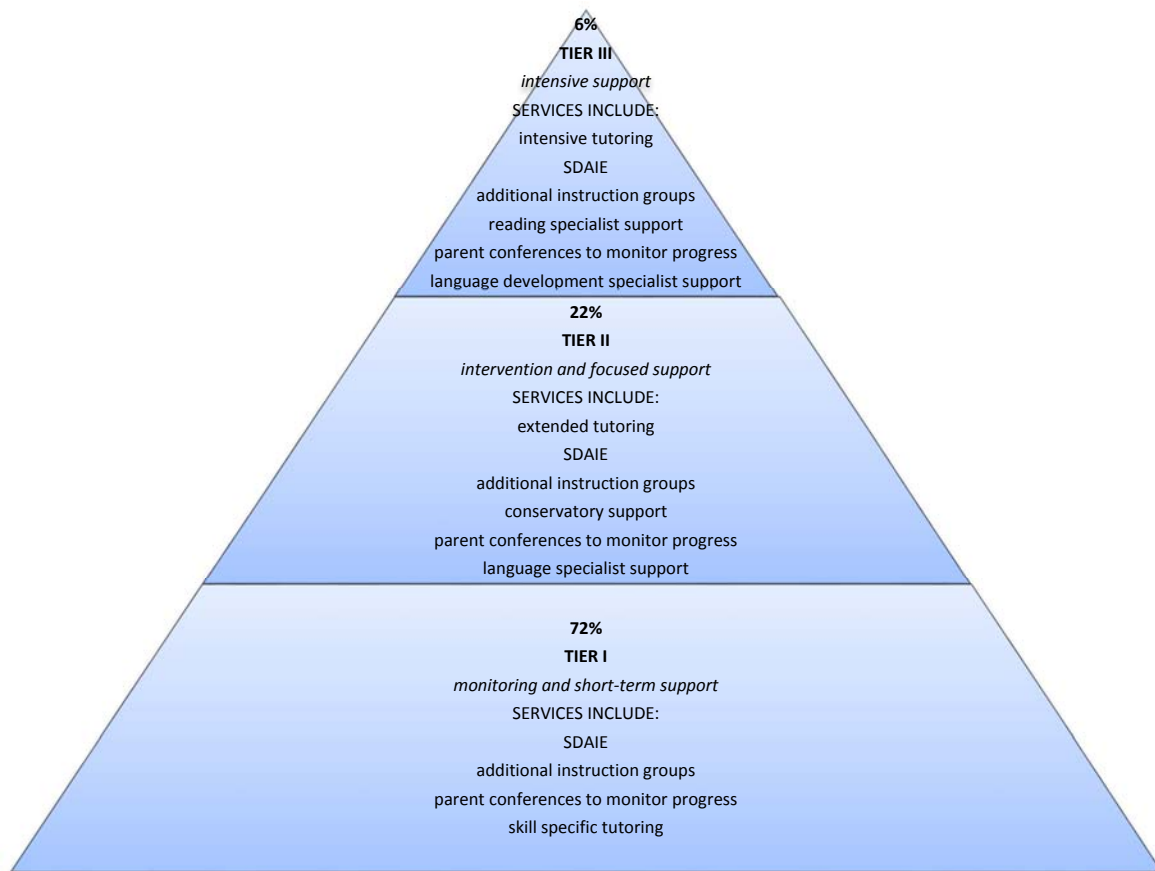 6%
TIER III
intensive support
SERVICES INCLUDE:
intensive tutoring
SDAIE
additional instruction groups
reading specialist support
parent conferences to monitor progress
language development specialist support
22%
TIER II
intervention and focused support
SERVICES INCLUDE:
extended tutoring
SDAIE
additional instruction groups
conservatory support
parent conferences to monitor progress
language specialist support
72%
TIER I
monitoring and short-term support
SERVICES INCLUDE:
SDAIE
additional instruction groups
parent conferences to monitor progress
skill specific tutoring